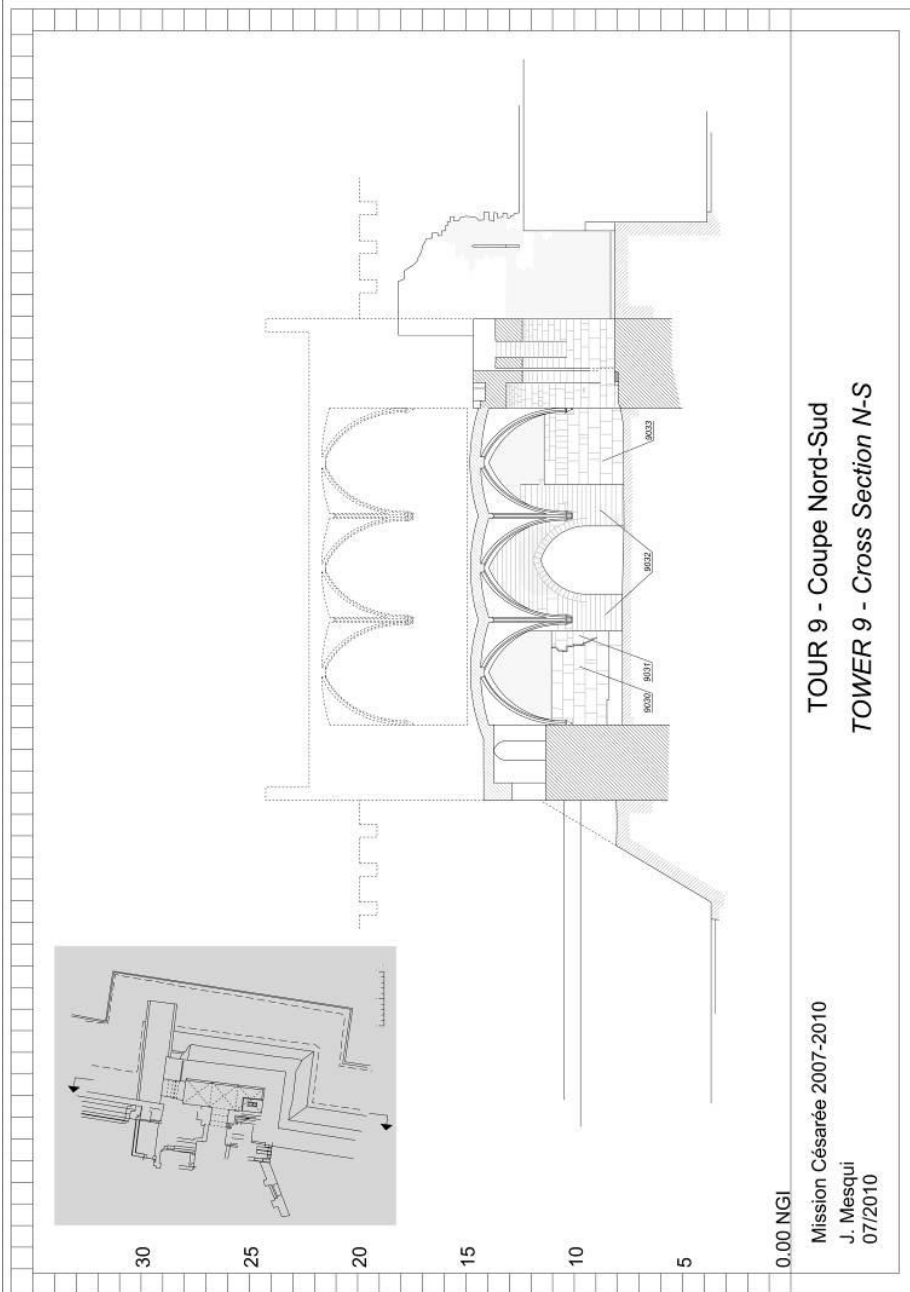 30
25
20
15
10
5
0.00 NGI
9030
9031
9032
9033
TOUR 9 - Coupe Nord-Sud
TOWER 9 - Cross Section N-S
Mission Césarée 2007-2010
J. Mesqui
07/2010